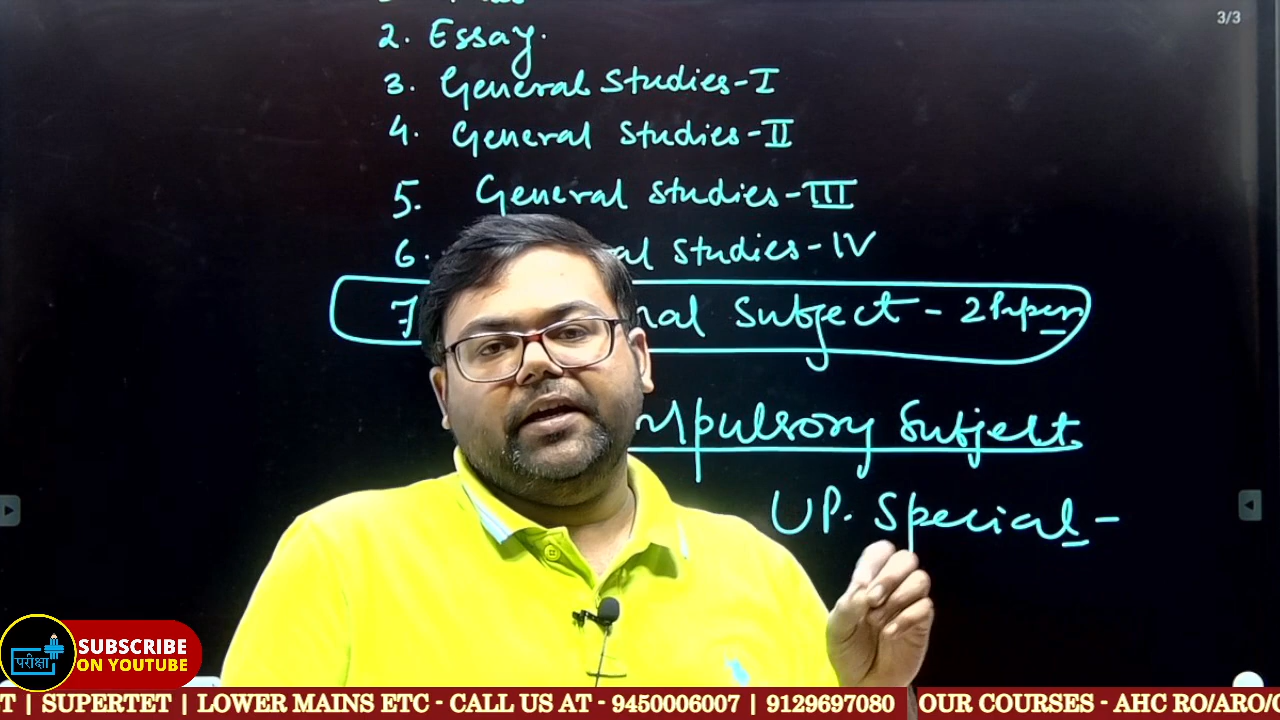 3/3
2. Essay.
3. General Studies-I
4. General Studies-II
5. General Studies-III
6. al Studies-IV
7 nal Subject - 2 Papers
mpulsory Subject.
UP. Special -
परीक्षा
SUBSCRIBE
ON YOUTUBE
T | SUPERTET | LOWER MAINS ETC - CALL US AT - 9450006007 | 9129697080 OUR COURSES - AHC RO/ARO/